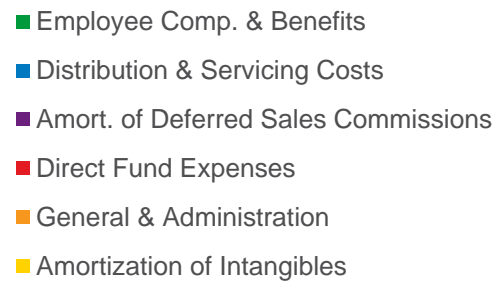 Employee Comp. & Benefits
Distribution & Servicing Costs
Amort. of Deferred Sales Commissions
Direct Fund Expenses
General & Administration
Amortization of Intangibles